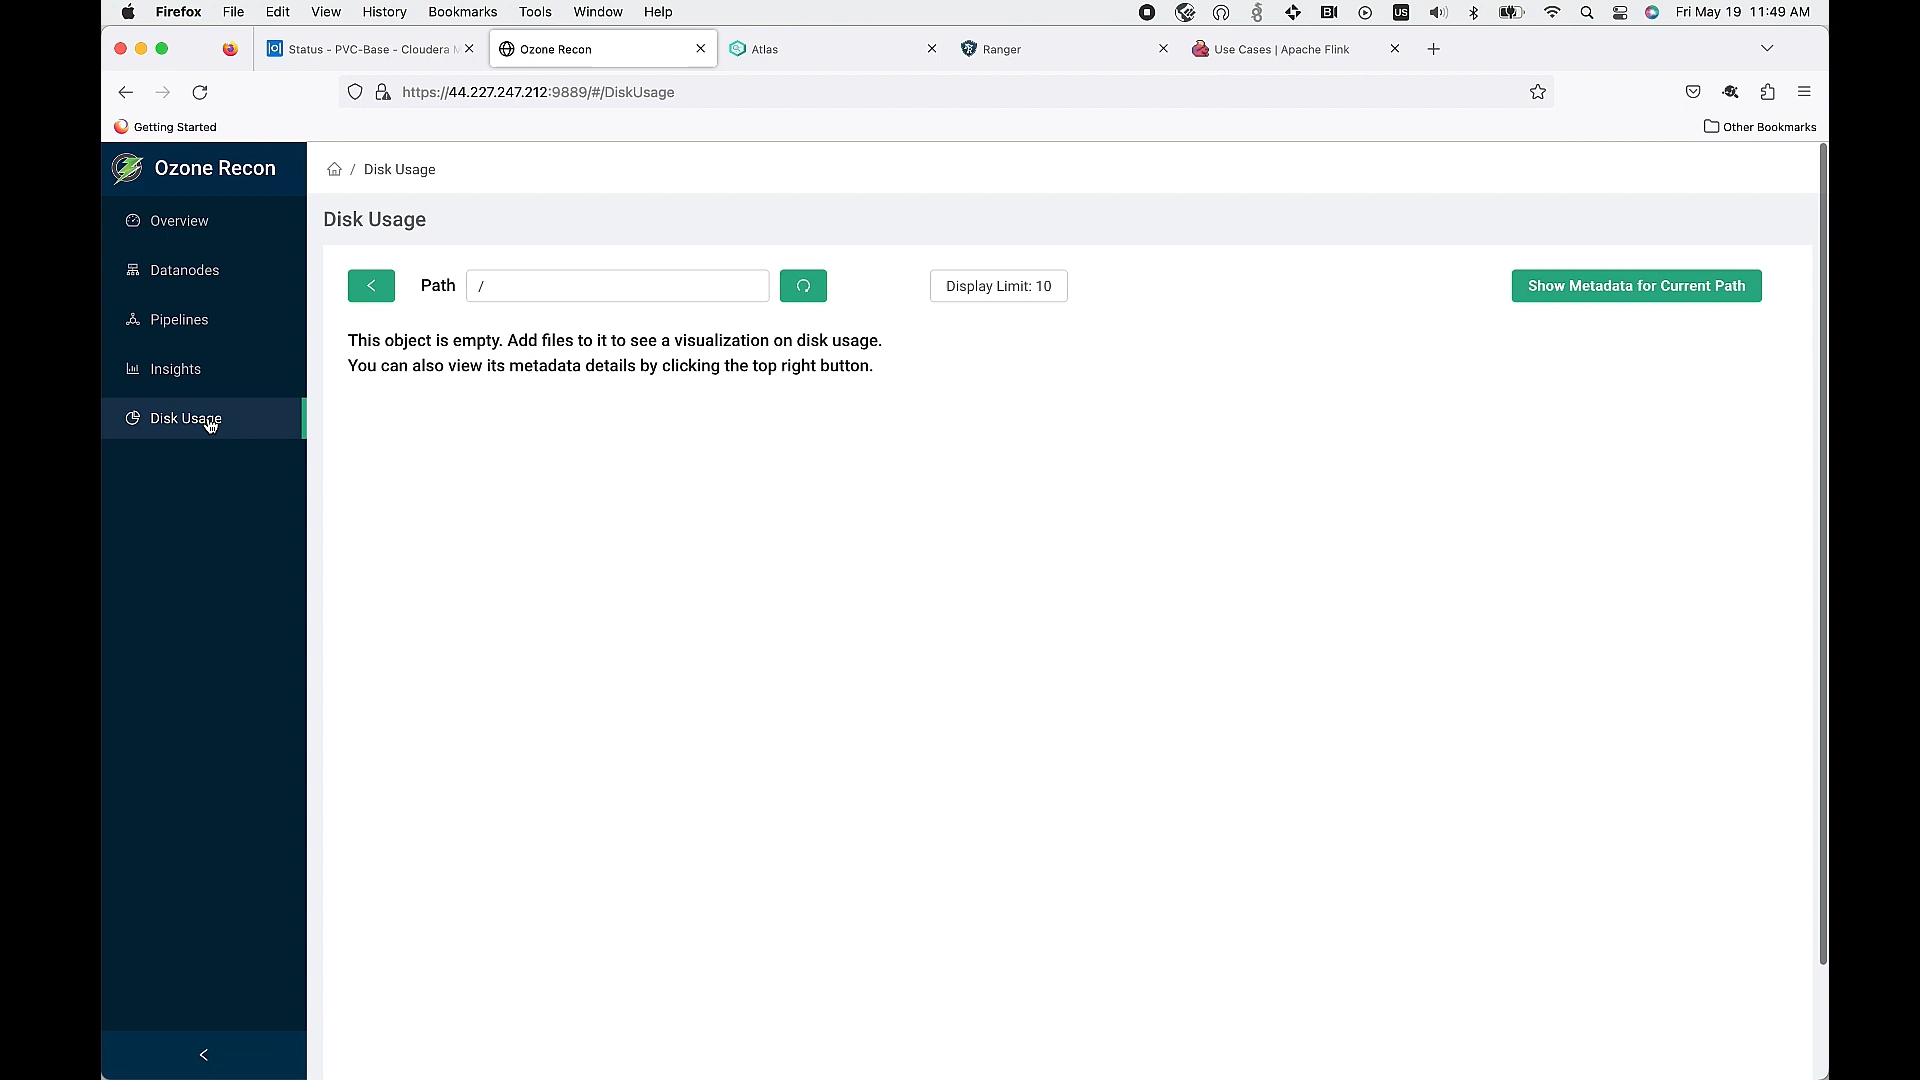 Firefox File Edit View History Bookmarks Tools Window Help US Fri May 19 11:49 AM
Status - PVC-Base - Cloudera M Ozone Recon Atlas Ranger Use Cases | Apache Flink
https://44.227.247.212:9889/#/DiskUsage
Getting Started Other Bookmarks
Ozone Recon
/ Disk Usage
Overview
Disk Usage
Datanodes
Path / Display Limit: 10 Show Metadata for Current Path
Pipelines
This object is empty. Add files to it to see a visualization on disk usage.
You can also view its metadata details by clicking the top right button.
Insights
Disk Usage